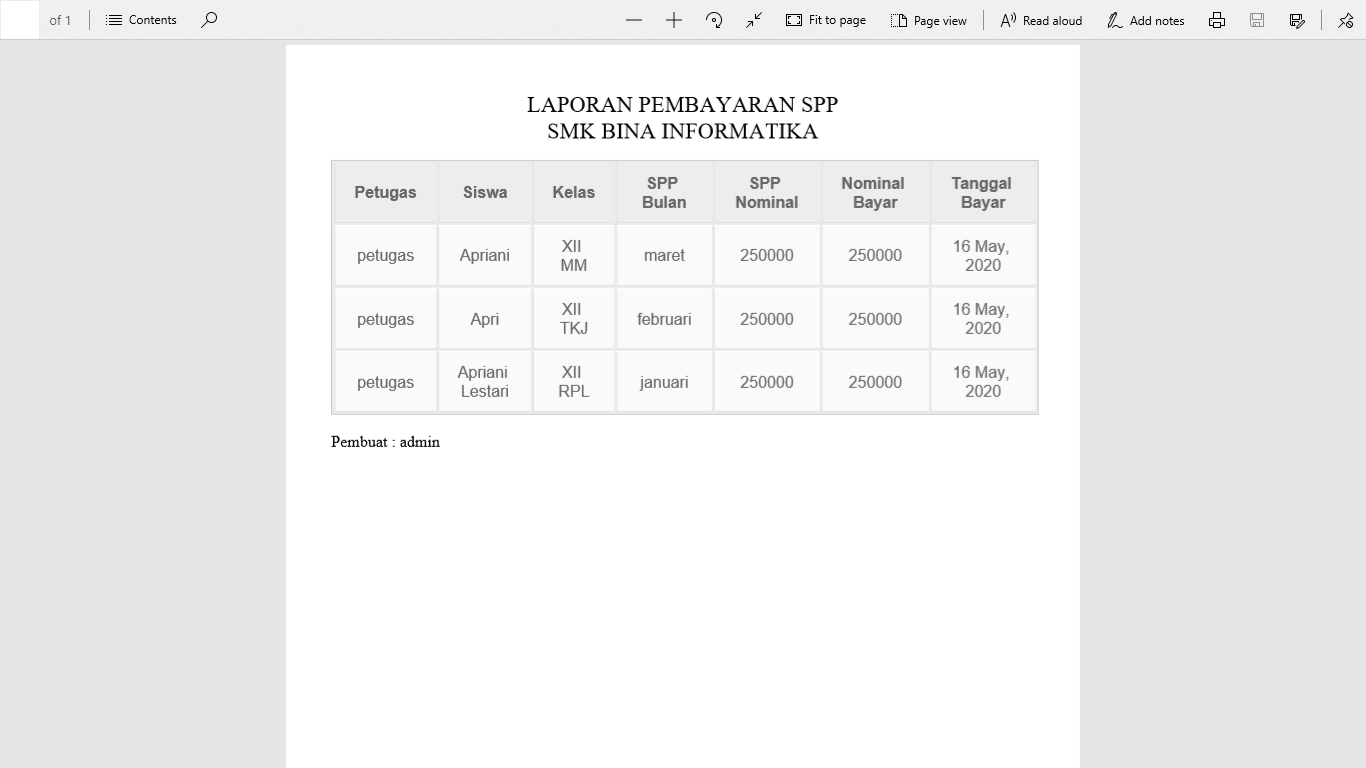 of 1 Contents Fit to page Page view Read aloud Add notes
LAPORAN PEMBAYARAN SPP
SMK BINA INFORMATIKA
Petugas Siswa Kelas SPP Bulan SPP Nominal Nominal Bayar Tanggal Bayar
petugas Apriani XII MM maret 250000 250000 16 May, 2020
petugas Apri XII TKJ februari 250000 250000 16 May, 2020
petugas Apriani Lestari XII RPL januari 250000 250000 16 May, 2020
Pembuat : admin